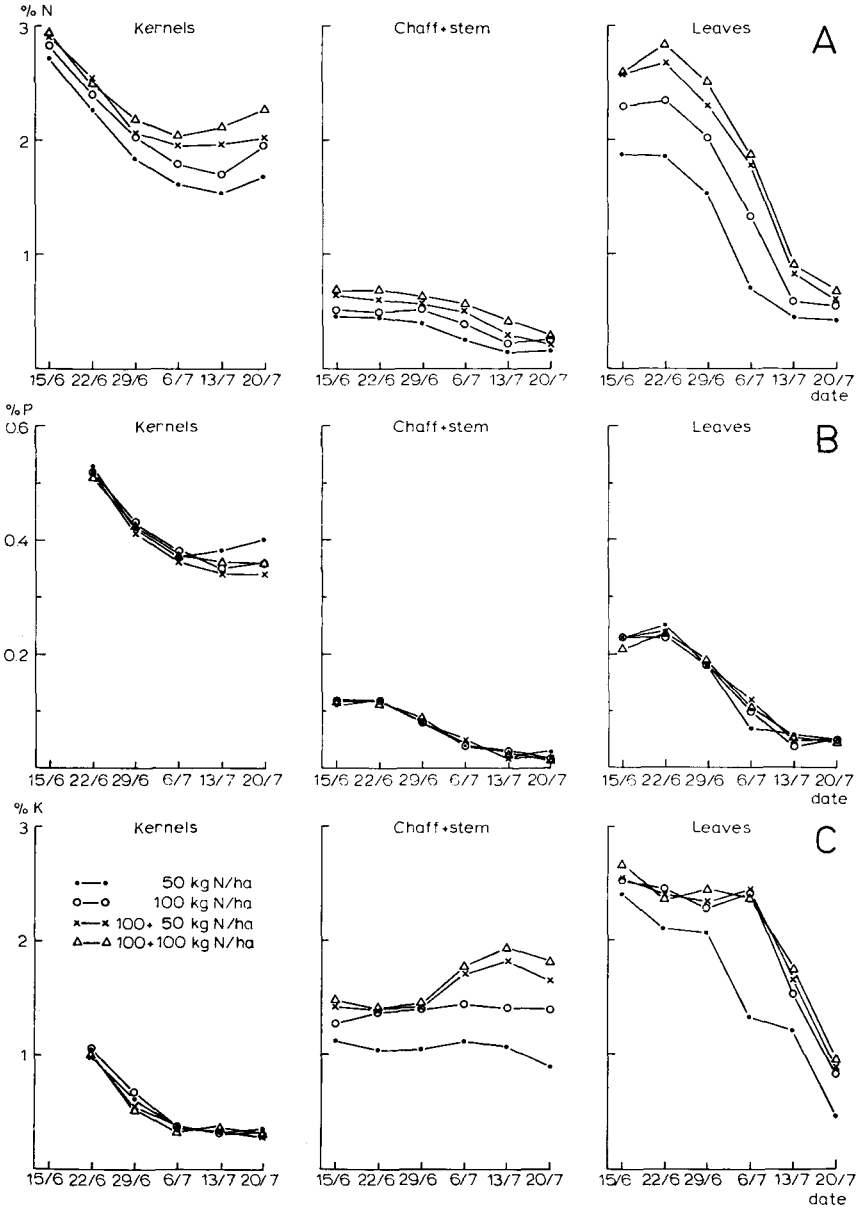 % N
Kernels
Chaff+stem
Leaves
A
3
2
1
15/6 22/6 29/6 6/7 13/7 20/7
15/6 22/6 29/6 6/7 13/7 20/7
15/6 22/6 29/6 6/7 13/7 20/7
date
% P
Kernels
Chaff+stem
Leaves
B
0.6
0.4
0.2
15/6 22/6 29/6 6/7 13/7 20/7
15/6 22/6 29/6 6/7 13/7 20/7
15/6 22/6 29/6 6/7 13/7 20/7
date
% K
Kernels
Chaff+stem
Leaves
C
3
50 kg N/ha
100 kg N/ha
100+ 50 kg N/ha
100+100 kg N/ha
2
1
15/6 22/6 29/6 6/7 13/7 20/7
15/6 22/6 29/6 6/7 13/7 20/7
15/6 22/6 29/6 6/7 13/7 20/7
date